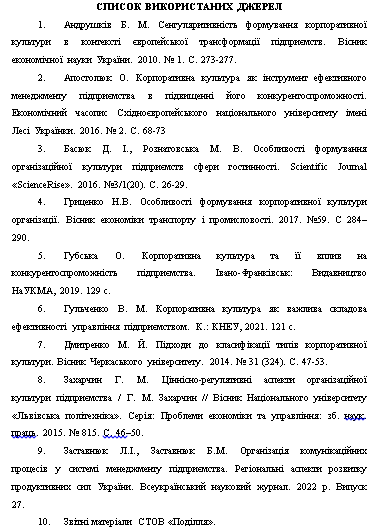 СПИСОК ВИКОРИСТАНИХ ДЖЕРЕЛ
1. Андрушків Б. М. Сенгуляритивність формування корпоративної
культури в контексті європейської трансформації підприємств. Вісник
економічної науки України. 2010. № 1. С. 273-277.
2. Апостолюк О. Корпоративна культура як інструмент ефективного
менеджменту підприємства в підвищенні його конкурентоспроможності.
Економічний часопис Східноєвропейського національного університету імені
Лесі Українки. 2016. № 2. С. 68-73
3. Басюк Д. І., Рознатовська М. В. Особливості формування
організаційної культури підприємств сфери гостинності. Scientific Journal
«ScienceRise». 2016. №3/1(20). С. 26-29.
4. Гриценко Н.В. Особливості формування корпоративної культури
організації. Вісник економіки транспорту і промисловості. 2017. №59. С 284–
290.
5. Губська О. Корпоративна культура та її вплив на
конкурентоспроможність підприємства. Івано-Франківськ: Видавництво
НаУКМА, 2019. 129 с.
6. Гульченко В. М. Корпоративна культура як важлива складова
ефективності управління підприємством. К.: КНЕУ, 2021. 121 с.
7. Дмитренко М. Й. Підходи до класифікації типів корпоративної
культури. Вісник Черкаського університету. 2014. № 31 (324). С. 47-53.
8. Захарчин Г. М. Ціннісно-регулятивні аспекти організаційної
культури підприємства / Г. М. Захарчин // Вісник Національного університету
«Львівська політехніка». Серія: Проблеми економіки та управління: зб. наук.
праць. 2015. № 815. С. 46–50.
9. Заставнюк Л.І., Заставнюк Б.М. Організація комунікаційних
процесів у системі менеджменту підприємства. Регіональні аспекти розвитку
продуктивних сил України. Всеукраїнський науковий журнал. 2022 р. Випуск
27.
10. Звітні матеріали СТОВ «Поділля».